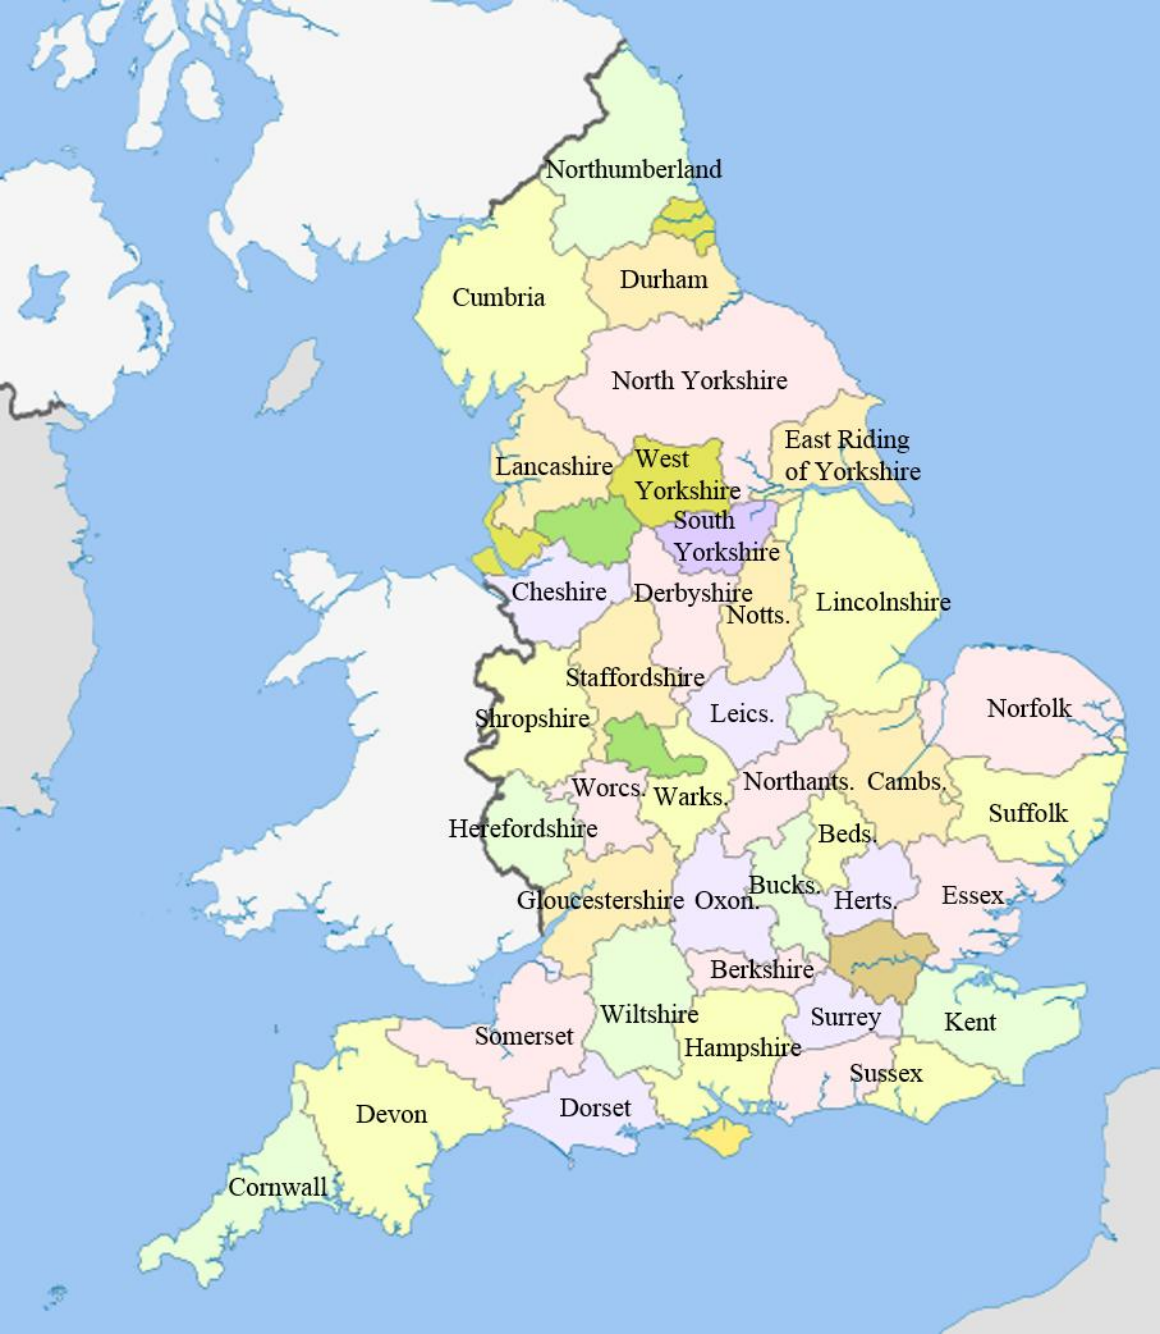 Northumberland
Durham
Cumbria
North Yorkshire
East Riding
of Yorkshire
Lancashire
West
Yorkshire
South
Yorkshire
Cheshire
Derbyshire
Notts.
Lincolnshire
Staffordshire
Shropshire
Leics.
Norfolk
Worcs.
Warks.
Northants.
Cambs.
Suffolk
Herefordshire
Beds.
Gloucestershire
Oxon.
Bucks.
Herts.
Essex
Berkshire
Wiltshire
Surrey
Kent
Somerset
Hampshire
Sussex
Devon
Dorset
Cornwall